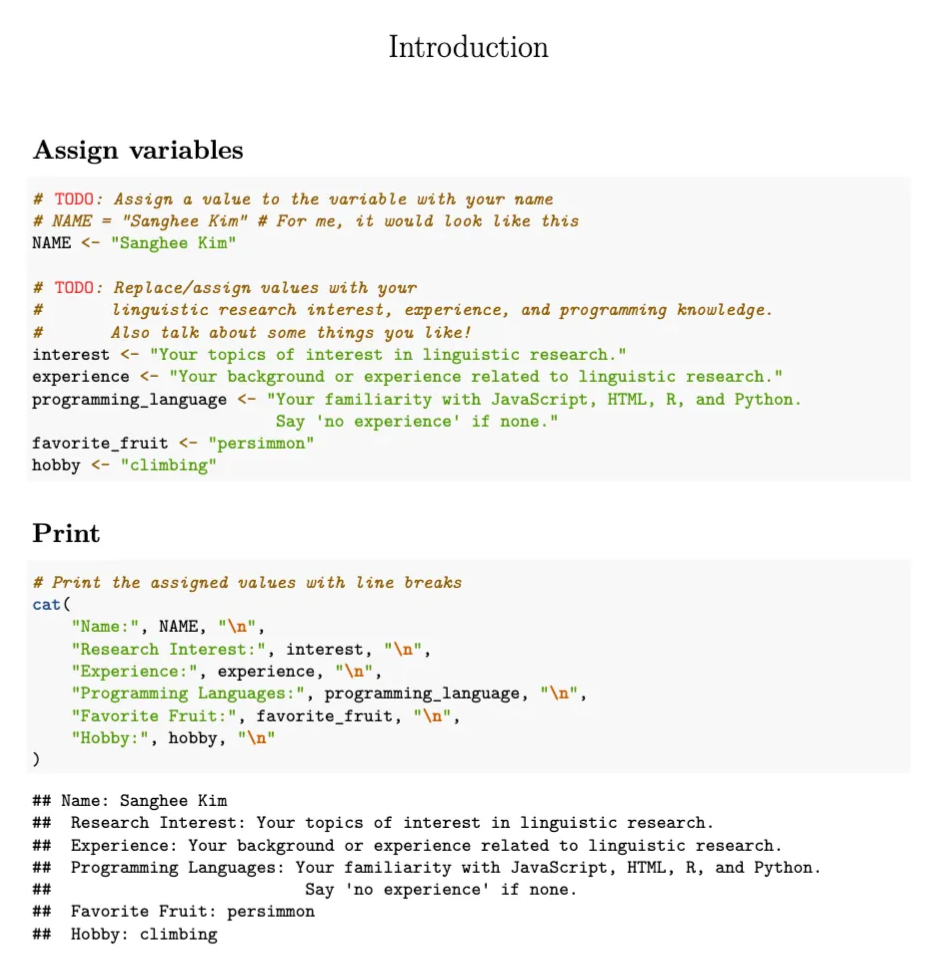 Introduction
Assign variables
# TODO: Assign a value to the variable with your name
# NAME = "Sanghee Kim" # For me, it would look like this
NAME <- "Sanghee Kim"
# TODO: Replace/assign values with your
#       linguistic research interest, experience, and programming knowledge.
#       Also talk about some things you like!
interest <- "Your topics of interest in linguistic research."
experience <- "Your background or experience related to linguistic research."
programming_language <- "Your familiarity with JavaScript, HTML, R, and Python.
                         Say 'no experience' if none."
favorite_fruit <- "persimmon"
hobby <- "climbing"
Print
# Print the assigned values with line breaks
cat(
    "Name:", NAME, "\n",
    "Research Interest:", interest, "\n",
    "Experience:", experience, "\n",
    "Programming Languages:", programming_language, "\n",
    "Favorite Fruit:", favorite_fruit, "\n",
    "Hobby:", hobby, "\n"
)
## Name: Sanghee Kim
##  Research Interest: Your topics of interest in linguistic research.
##  Experience: Your background or experience related to linguistic research.
##  Programming Languages: Your familiarity with JavaScript, HTML, R, and Python.
##                          Say 'no experience' if none.
##  Favorite Fruit: persimmon
##  Hobby: climbing